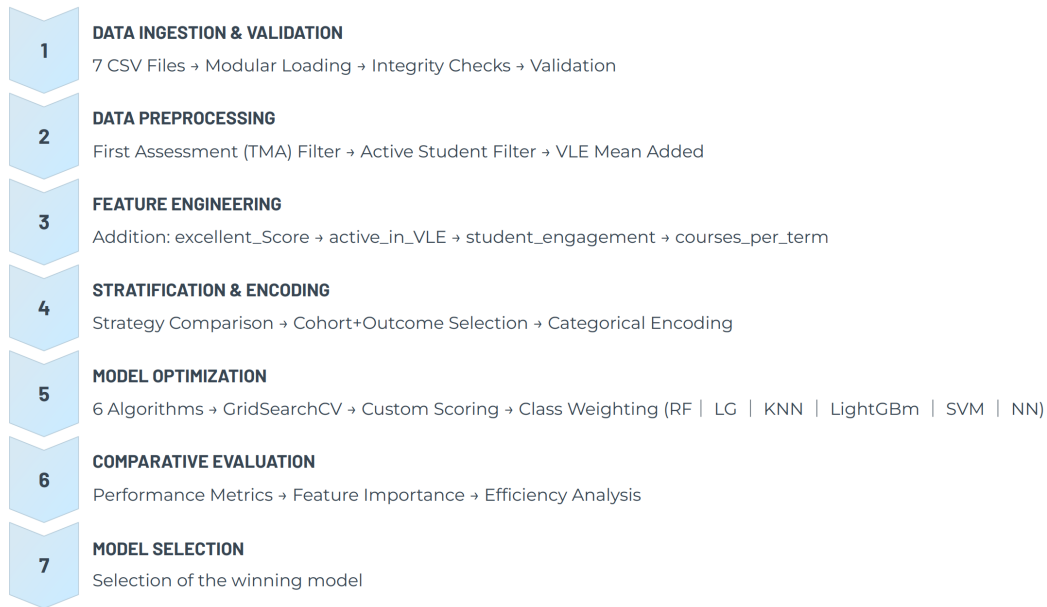 1
DATA INGESTION & VALIDATION
7 CSV Files → Modular Loading → Integrity Checks → Validation
2
DATA PREPROCESSING
First Assessment (TMA) Filter → Active Student Filter → VLE Mean Added
3
FEATURE ENGINEERING
Addition: excellent_Score → active_in_VLE → student_engagement → courses_per_term
4
STRATIFICATION & ENCODING
Strategy Comparison → Cohort+Outcome Selection → Categorical Encoding
5
MODEL OPTIMIZATION
6 Algorithms → GridSearchCV → Custom Scoring → Class Weighting (RF | LG | KNN | LightGBm | SVM | NN)
6
COMPARATIVE EVALUATION
Performance Metrics → Feature Importance → Efficiency Analysis
7
MODEL SELECTION
Selection of the winning model